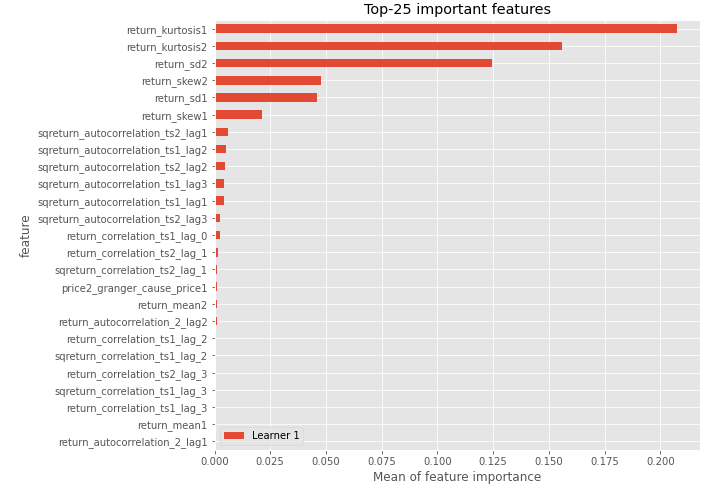 Top-25 important features
return_kurtosis1
return_kurtosis2
return_sd2
return_skew2
return_sd1
return_skew1
sqreturn_autocorrelation_ts2_lag1
sqreturn_autocorrelation_ts1_lag2
sqreturn_autocorrelation_ts2_lag2
sqreturn_autocorrelation_ts1_lag3
sqreturn_autocorrelation_ts1_lag1
sqreturn_autocorrelation_ts2_lag3
return_correlation_ts1_lag_0
return_correlation_ts2_lag_1
sqreturn_correlation_ts2_lag_1
price2_granger_cause_price1
return_mean2
return_autocorrelation_2_lag2
return_correlation_ts1_lag_2
sqreturn_correlation_ts1_lag_2
return_correlation_ts2_lag_3
sqreturn_correlation_ts1_lag_3
return_correlation_ts1_lag_3
return_mean1
return_autocorrelation_2_lag1
feature
Learner 1
0.000 0.025 0.050 0.075 0.100 0.125 0.150 0.175 0.200
Mean of feature importance